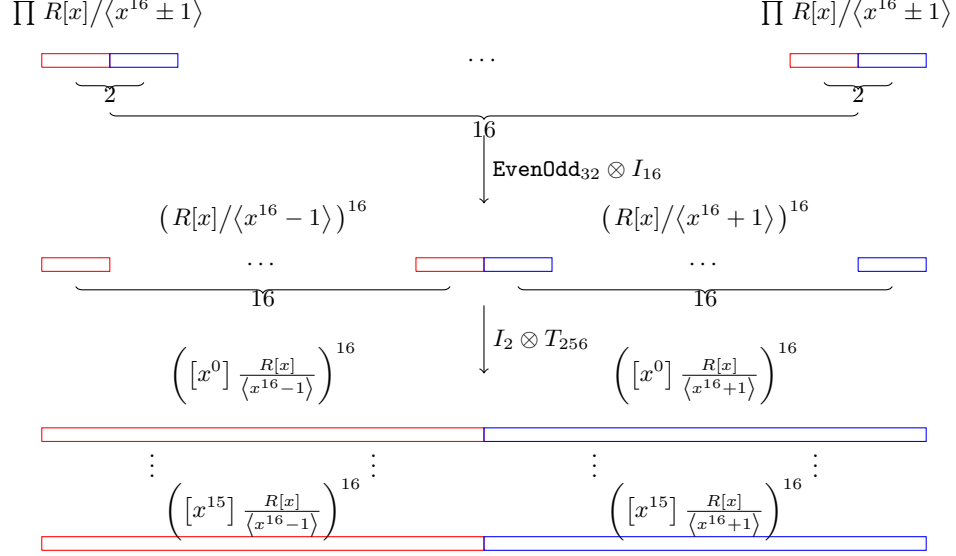 ∏ R[x]/⟨x^16 ± 1⟩ ∏ R[x]/⟨x^16 ± 1⟩
⋯
2 2
16
EvenOdd_32 ⊗ I_16
(R[x]/⟨x^16 − 1⟩)^16 (R[x]/⟨x^16 + 1⟩)^16
⋯ ⋯
16 16
I_2 ⊗ T_256
([x^0] R[x]/⟨x^16−1⟩)^16 ([x^0] R[x]/⟨x^16+1⟩)^16
⋮ ⋮ ⋮ ⋮
([x^15] R[x]/⟨x^16−1⟩)^16 ([x^15] R[x]/⟨x^16+1⟩)^16